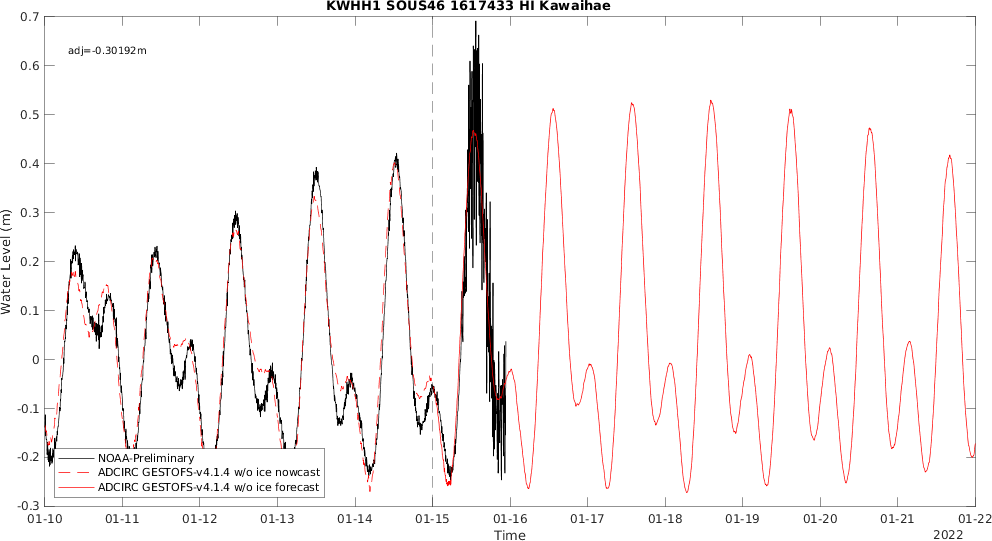 KWHH1 SOUS46 1617433 HI Kawaihae
adj=-0.30192m
Water Level (m)
0.7
0.6
0.5
0.4
0.3
0.2
0.1
0
-0.1
-0.2
-0.3
NOAA-Preliminary
ADCIRC GESTOFS-v4.1.4 w/o ice nowcast
ADCIRC GESTOFS-v4.1.4 w/o ice forecast
01-10 01-11 01-12 01-13 01-14 01-15 01-16 01-17 01-18 01-19 01-20 01-21 01-22
Time
2022